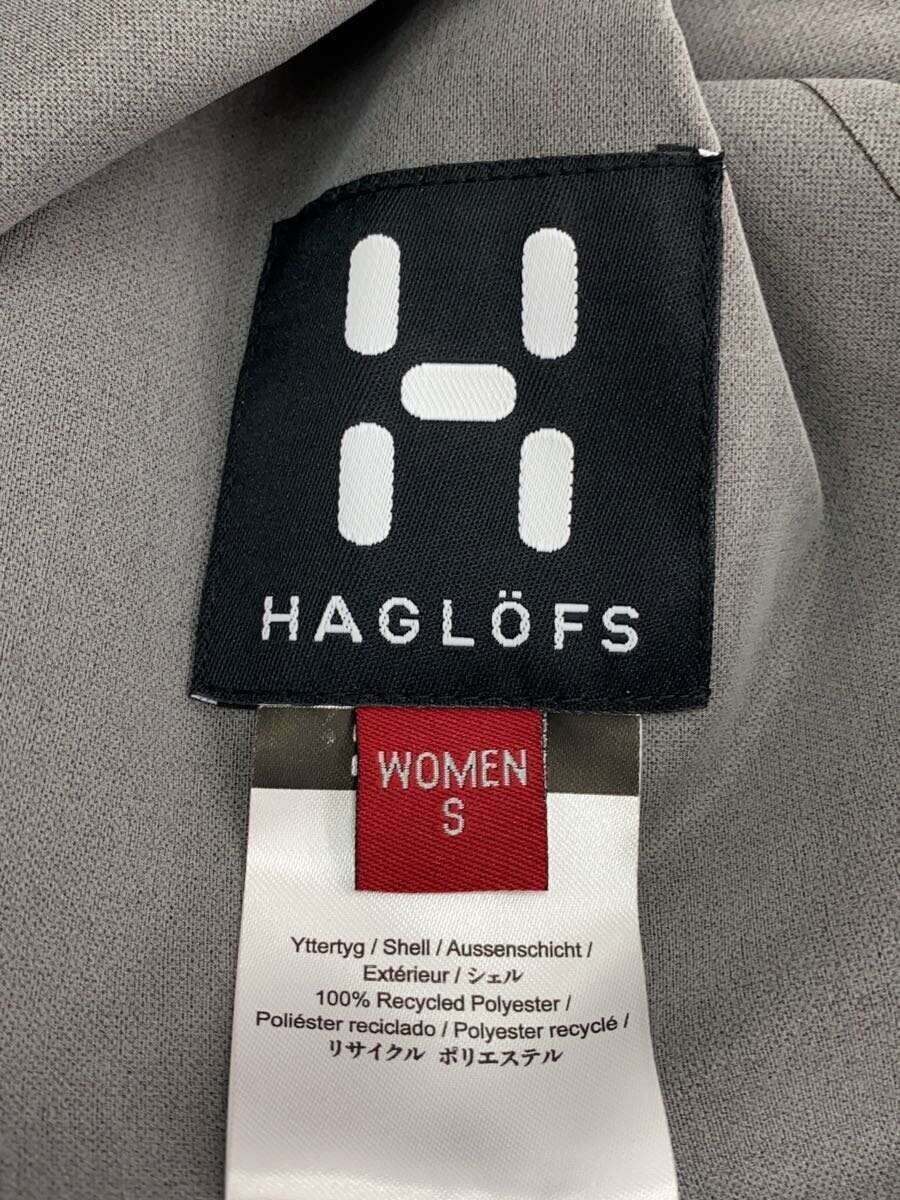 HAGLÖFS
WOMEN
S
Yttertyg / Shell / Aussenschicht /
Extérieur / シェル
100% Recycled Polyester /
Poliéster reciclado / Polyester recyclé /
リサイクル ポリエステル